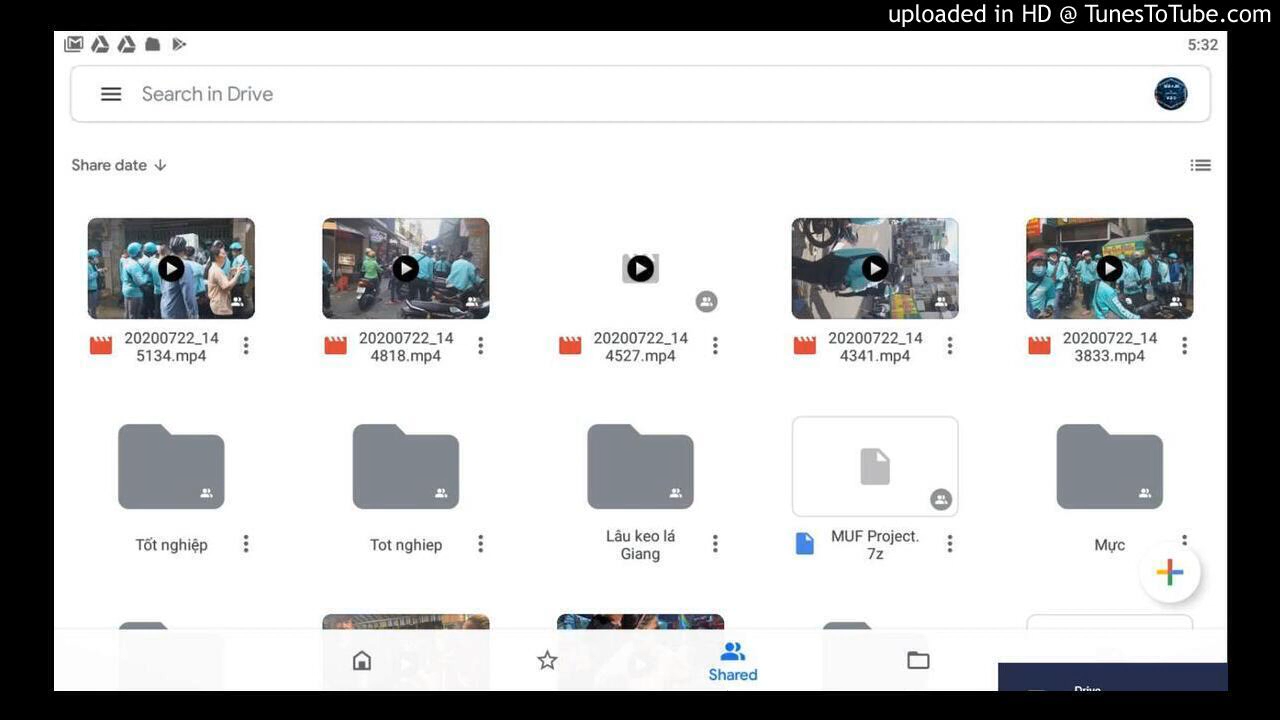 uploaded in HD @ TunesToTube.com
5:32
Search in Drive
Share date
20200722_14
5134.mp4
20200722_14
4818.mp4
20200722_14
4527.mp4
20200722_14
4341.mp4
20200722_14
3833.mp4
Tốt nghiệp
Tot nghiep
Lâu keo lá
Giang
MUF Project.
7z
Mực
Shared
Drive